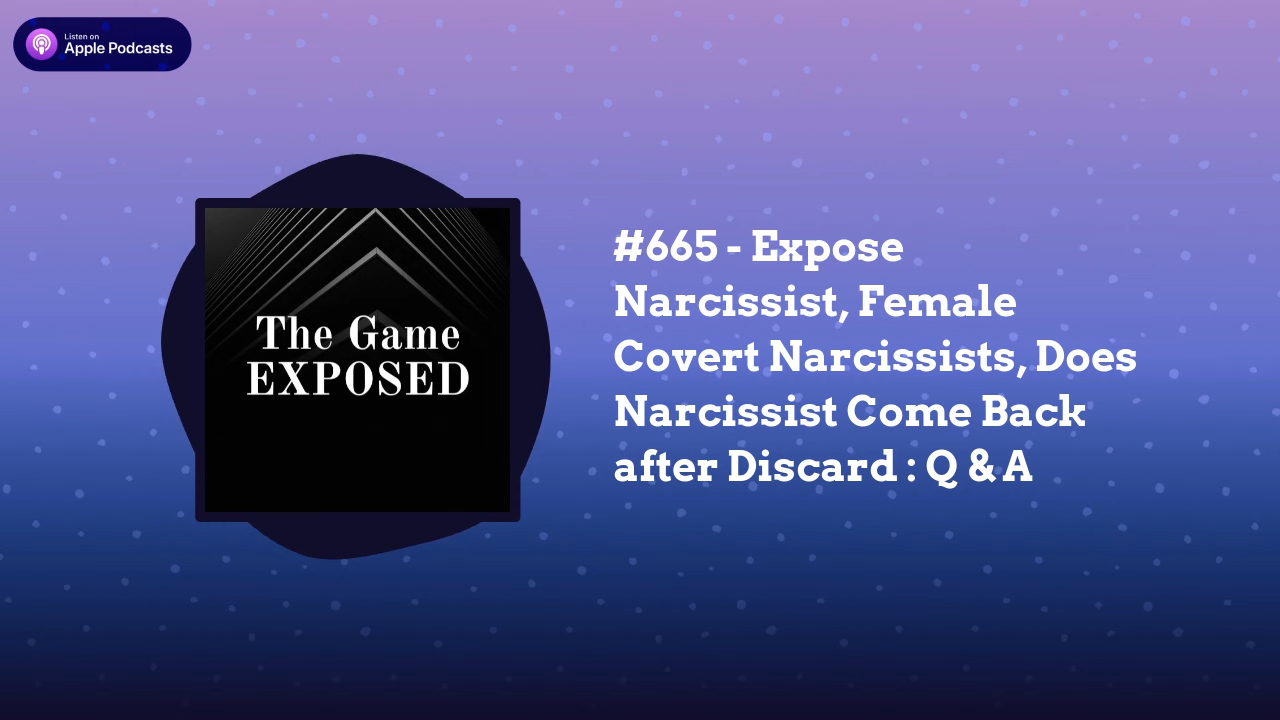 Listen on
Apple Podcasts
The Game
EXPOSED
#665 - Expose
Narcissist, Female
Covert Narcissists, Does
Narcissist Come Back
after Discard : Q & A